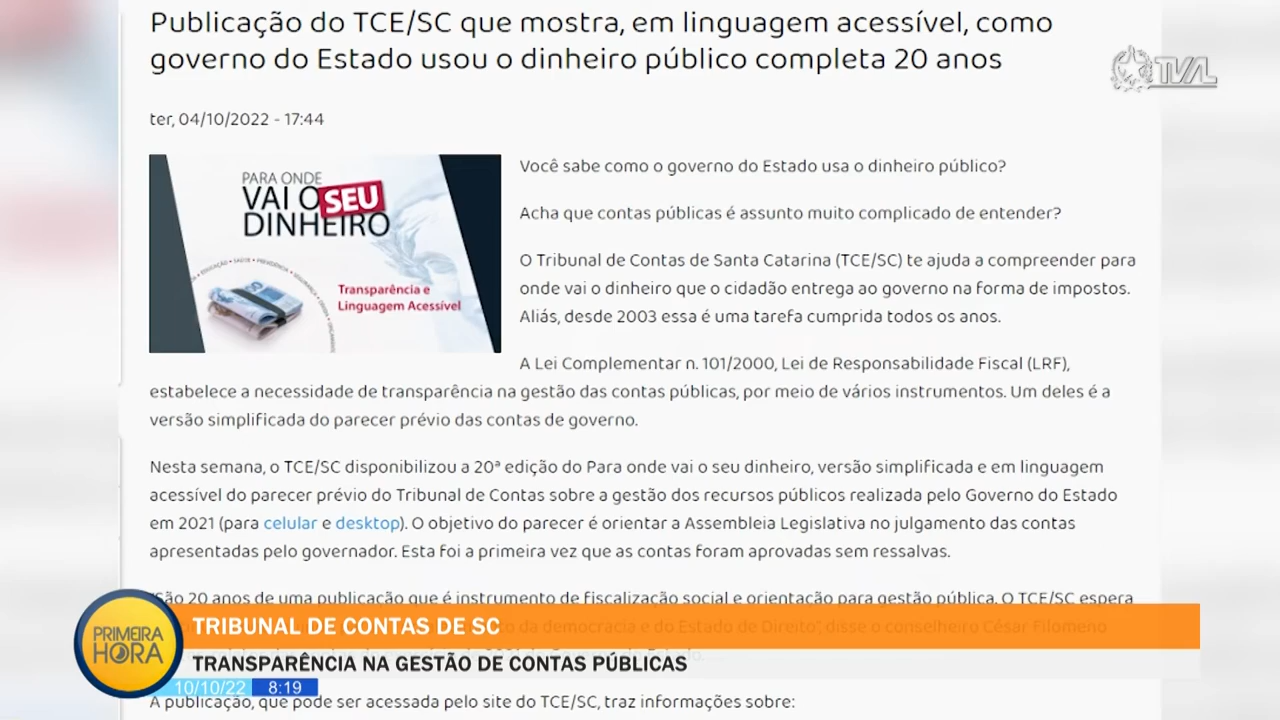 Publicação do TCE/SC que mostra, em linguagem acessível, como
governo do Estado usou o dinheiro público completa 20 anos
TVAL
ter, 04/10/2022 - 17:44
PARA ONDE
VAI O SEU
DINHEIRO
EDUCAÇÃO • SAÚDE • PREVIDÊNCIA • SEGURANÇA
Transparência e
Linguagem Acessível
Você sabe como o governo do Estado usa o dinheiro público?
Acha que contas públicas é assunto muito complicado de entender?
O Tribunal de Contas de Santa Catarina (TCE/SC) te ajuda a compreender para
onde vai o dinheiro que o cidadão entrega ao governo na forma de impostos.
Aliás, desde 2003 essa é uma tarefa cumprida todos os anos.
A Lei Complementar n. 101/2000, Lei de Responsabilidade Fiscal (LRF),
estabelece a necessidade de transparência na gestão das contas públicas, por meio de vários instrumentos. Um deles é a
versão simplificada do parecer prévio das contas de governo.
Nesta semana, o TCE/SC disponibilizou a 20ª edição do Para onde vai o seu dinheiro, versão simplificada e em linguagem
acessível do parecer prévio do Tribunal de Contas sobre a gestão dos recursos públicos realizada pelo Governo do Estado
em 2021 (para celular e desktop). O objetivo do parecer é orientar a Assembleia Legislativa no julgamento das contas
apresentadas pelo governador. Esta foi a primeira vez que as contas foram aprovadas sem ressalvas.
"São 20 anos de uma publicação que é instrumento de fiscalização social e orientação para gestão pública. O TCE/SC espera
da democracia e do Estado de Direito", disse o conselheiro César Filomeno
PRIMEIRA
HORA
TRIBUNAL DE CONTAS DE SC
TRANSPARÊNCIA NA GESTÃO DE CONTAS PÚBLICAS
10/10/22 8:19
A publicação, que pode ser acessada pelo site do TCE/SC, traz informações sobre: